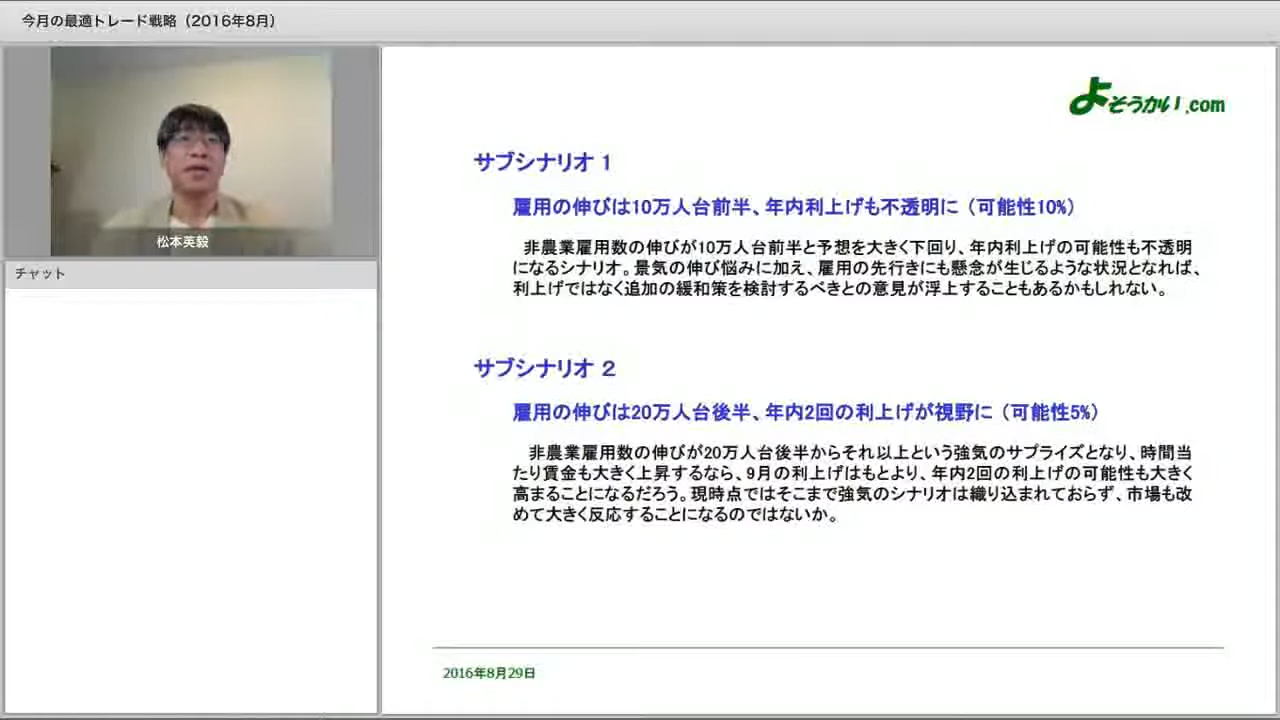 今月の最適トレード戦略（2016年8月）
松本英毅
チャット
よそうかい.com
サブシナリオ 1
雇用の伸びは10万人台前半、年内利上げも不透明に（可能性10%）
非農業雇用数の伸びが10万人台前半と予想を大きく下回り、年内利上げの可能性も不透明
になるシナリオ。景気の伸び悩みに加え、雇用の先行きにも懸念が生じるような状況となれば、
利上げではなく追加の緩和策を検討するべきとの意見が浮上することもあるかもしれない。
サブシナリオ 2
雇用の伸びは20万人台後半、年内2回の利上げが視野に（可能性5%）
非農業雇用数の伸びが20万人台後半からそれ以上という強気のサプライズとなり、時間当
たり賃金も大きく上昇するなら、9月の利上げはもとより、年内2回の利上げの可能性も大きく
高まることになるだろう。現時点ではそこまで強気のシナリオは織り込まれておらず、市場も改
めて大きく反応することになるのではないか。
2016年8月29日